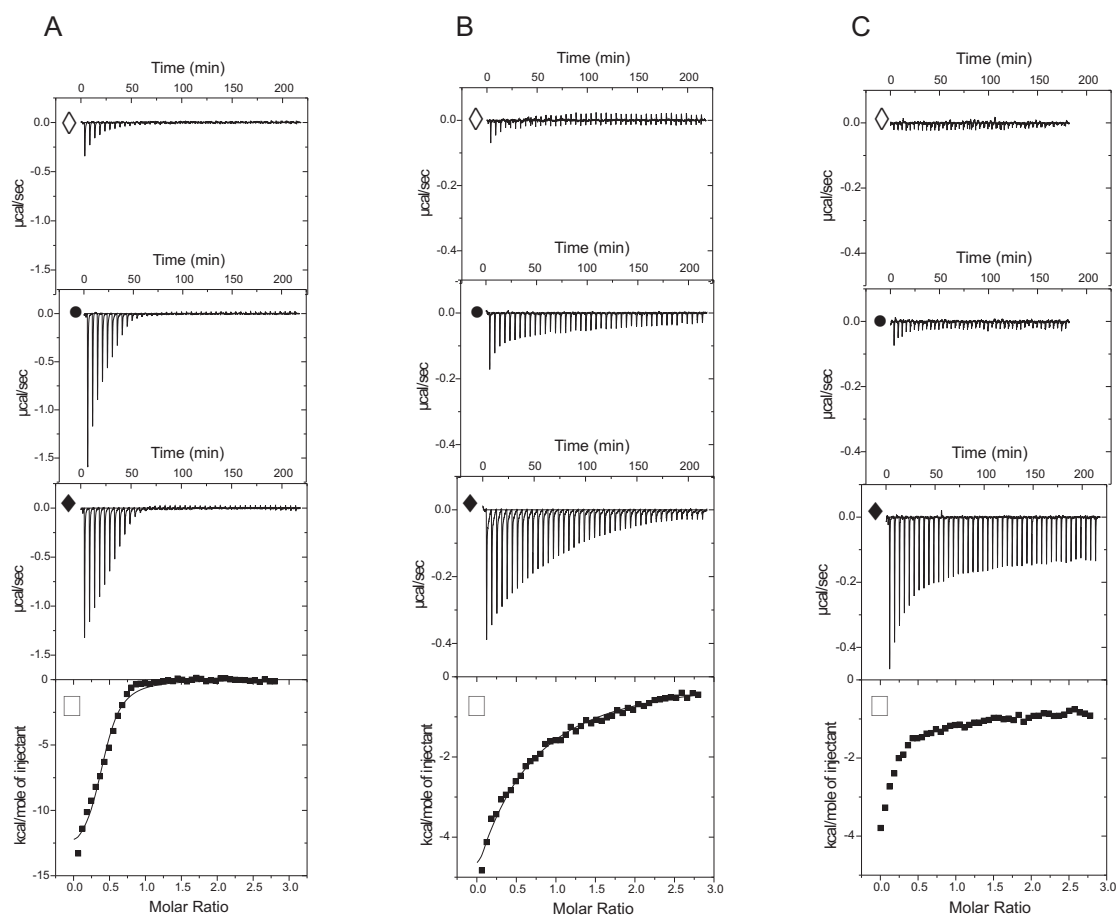 A
Time (min)
0 50 100 150 200
0.0
-0.5
-1.0
-1.5
µcal/sec
Time (min)
0 50 100 150 200
0.0
-0.5
-1.0
-1.5
µcal/sec
Time (min)
0 50 100 150 200
0.0
-0.5
-1.0
-1.5
µcal/sec
0
-5
-10
-15
kcal/mole of injectant
0.0 0.5 1.0 1.5 2.0 2.5 3.0
Molar Ratio
B
Time (min)
0 50 100 150 200
0.0
-0.2
-0.4
µcal/sec
Time (min)
0 50 100 150 200
0.0
-0.2
-0.4
µcal/sec
Time (min)
0 50 100 150 200
0.0
-0.2
-0.4
µcal/sec
0
-2
-4
kcal/mole of injectant
0.0 0.5 1.0 1.5 2.0 2.5 3.0
Molar Ratio
C
Time (min)
0 50 100 150 200
0.0
-0.2
-0.4
µcal/sec
Time (min)
0 50 100 150 200
0.0
-0.2
-0.4
µcal/sec
Time (min)
0 50 100 150 200
0.0
-0.2
-0.4
µcal/sec
0
-2
-4
kcal/mole of injectant
0.0 0.5 1.0 1.5 2.0 2.5 3.0
Molar Ratio